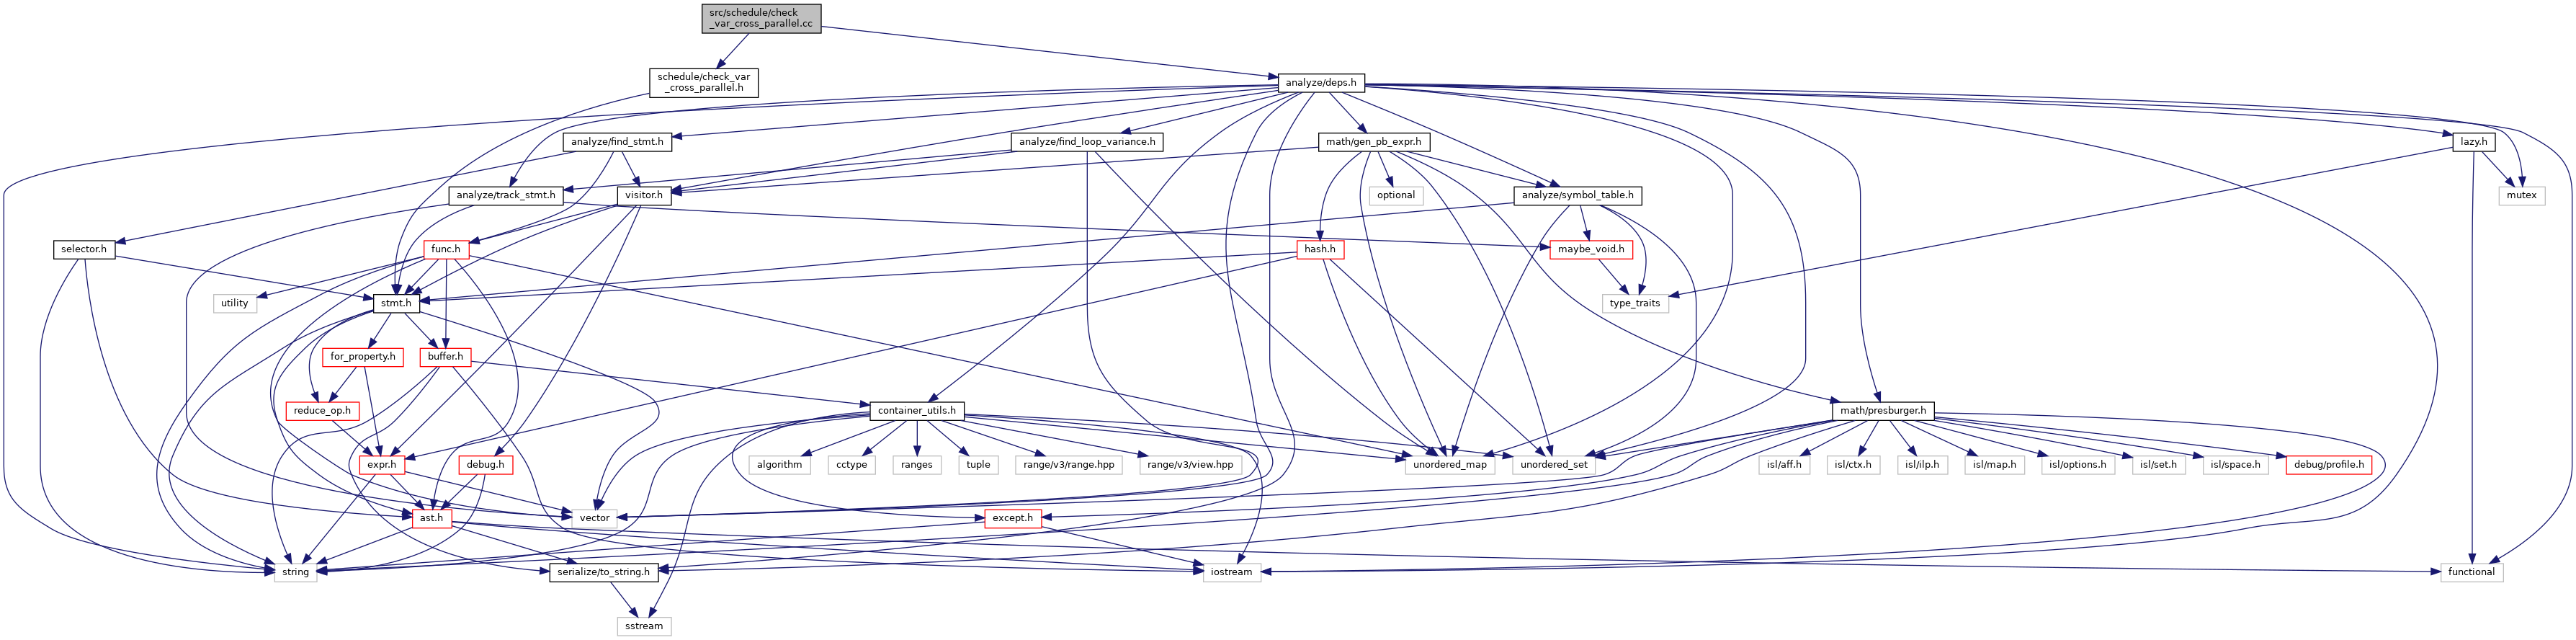 src/schedule/check
_var_cross_parallel.cc
schedule/check_var
_cross_parallel.h
analyze/deps.h
analyze/find_stmt.h
analyze/find_loop_variance.h
math/gen_pb_expr.h
lazy.h
analyze/track_stmt.h
visitor.h
optional
analyze/symbol_table.h
mutex
selector.h
func.h
hash.h
maybe_void.h
utility
stmt.h
type_traits
for_property.h
buffer.h
reduce_op.h
container_utils.h
math/presburger.h
expr.h
debug.h
algorithm
cctype
ranges
tuple
range/v3/range.hpp
range/v3/view.hpp
unordered_map
unordered_set
isl/aff.h
isl/ctx.h
isl/ilp.h
isl/map.h
isl/options.h
isl/set.h
isl/space.h
debug/profile.h
ast.h
vector
except.h
string
serialize/to_string.h
iostream
functional
sstream